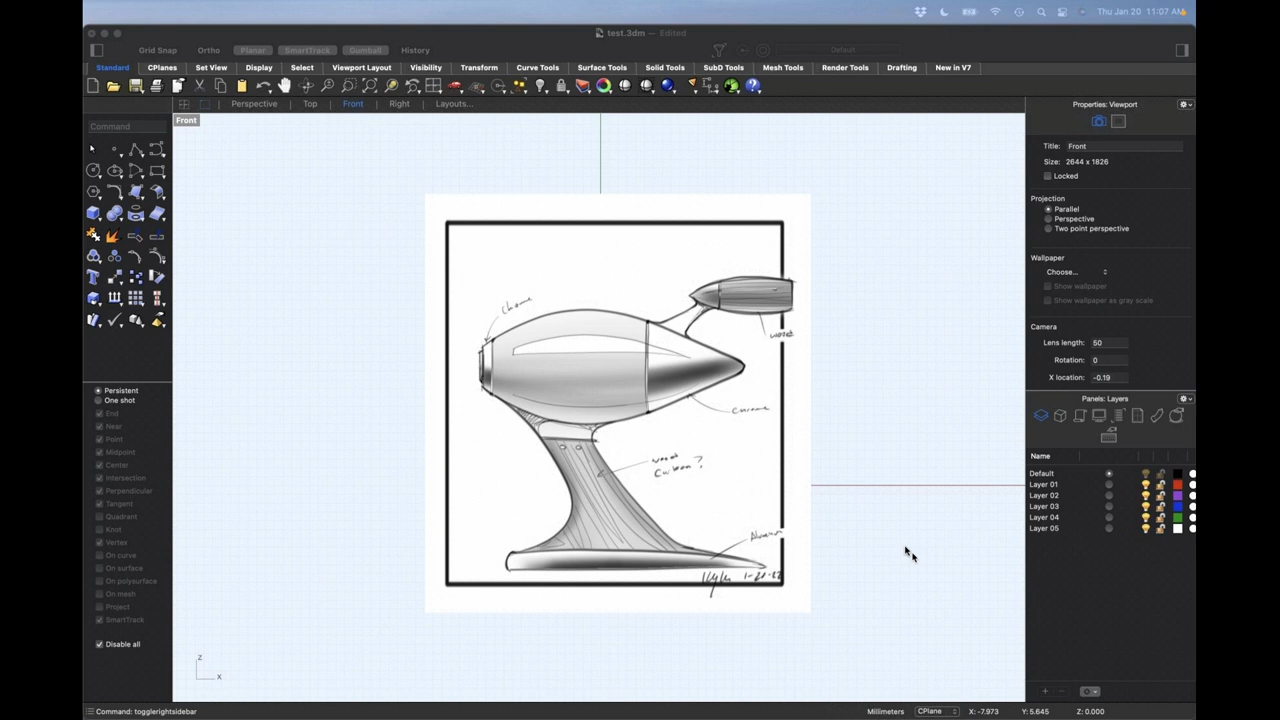 Thu Jan 20 11:07 AM
test.3dm — Edited
Grid Snap Ortho Planar SmartTrack Gumball History
Default
Standard CPlanes Set View Display Select Viewport Layout Visibility Transform Curve Tools Surface Tools Solid Tools SubD Tools Mesh Tools Render Tools Drafting New in V7
Perspective Top Front Right Layouts...
Command
Front
Persistent
One shot
End
Near
Point
Midpoint
Center
Intersection
Perpendicular
Tangent
Quadrant
Knot
Vertex
On curve
On surface
On polysurface
On mesh
Project
SmartTrack
Disable all
chrome
wood
chrome
wood
Carbon ?
Aluminum
z
x
Properties: Viewport
Title: Front
Size: 2644 x 1826
Locked
Projection
Parallel
Perspective
Two point perspective
Wallpaper
Choose...
Show wallpaper
Show wallpaper as gray scale
Camera
Lens length: 50
Rotation: 0
X location: -0.19
Panels: Layers
Name
Default
Layer 01
Layer 02
Layer 03
Layer 04
Layer 05
Command: togglerightsidebar
Millimeters CPlane X: -7.973 Y: 5.645 Z: 0.000